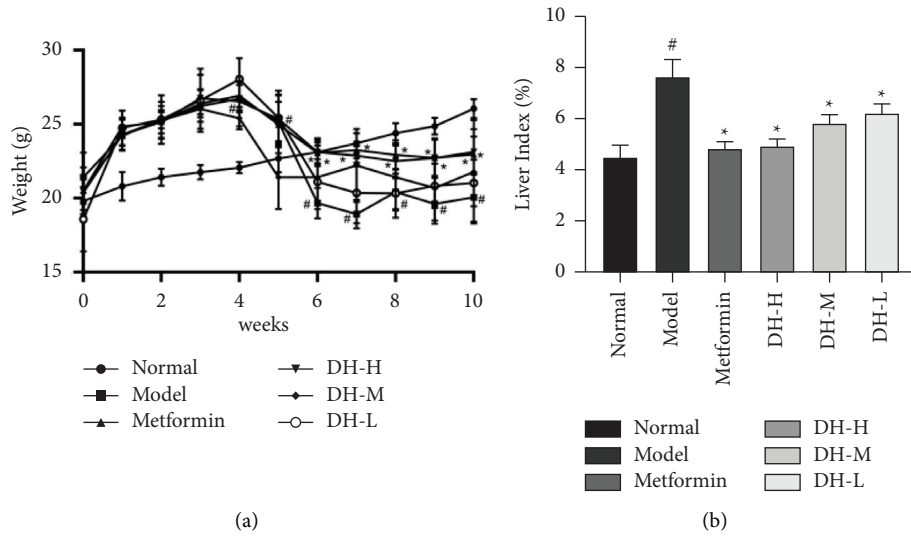 30
25
20
15
Weight (g)
0 2 4 6 8 10
weeks
# # # # # # #
* * * * * * * * * *
Normal
Model
Metformin
DH-H
DH-M
DH-L
(a)
10
8
6
4
2
0
Liver Index (%)
#
* * * *
Normal
Model
Metformin
DH-H
DH-M
DH-L
Normal
Model
Metformin
DH-H
DH-M
DH-L
(b)